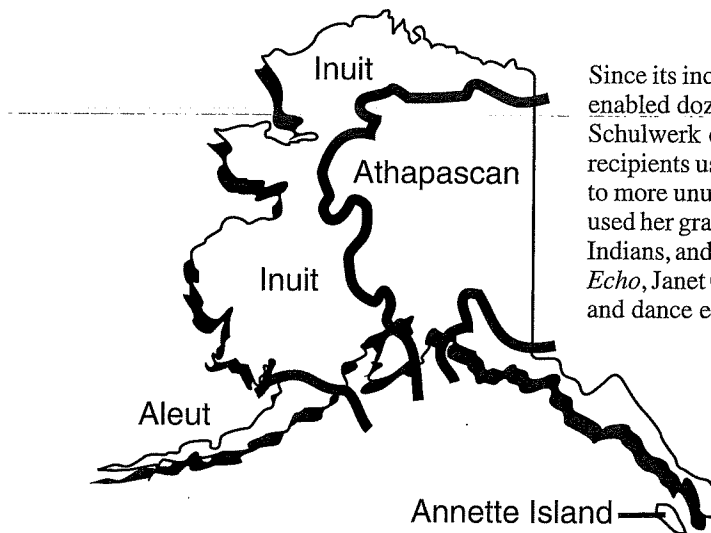 Inuit
Athapascan
Inuit
Aleut
Annette Island
Since its inc
enabled doz
Schulwerk
recipients us
to more unu
used her gra
Indians, and
Echo, Janet
and dance e